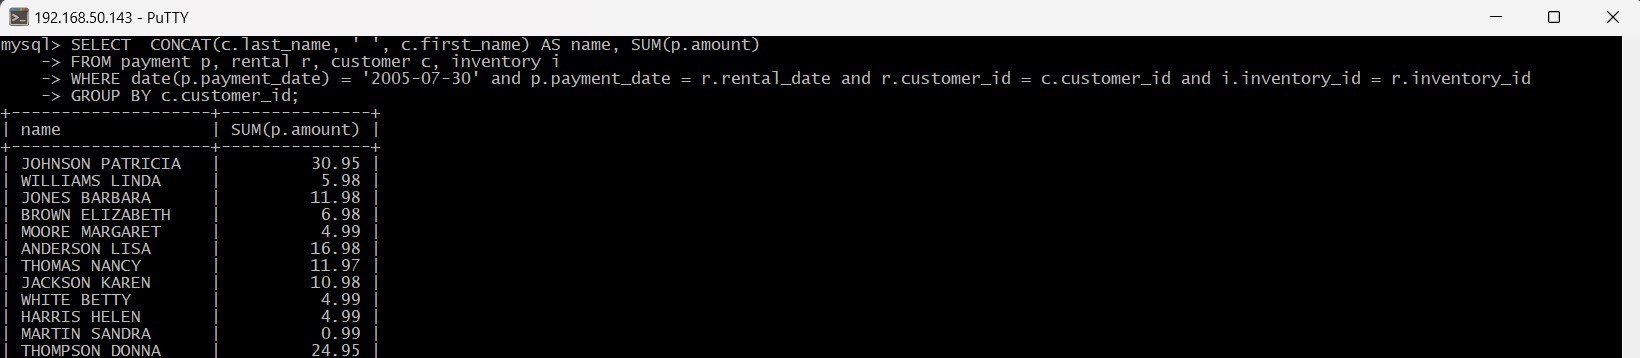 192.168.50.143 - PuTTY
mysql> SELECT  CONCAT(c.last_name, ' ', c.first_name) AS name, SUM(p.amount)
    -> FROM payment p, rental r, customer c, inventory i
    -> WHERE date(p.payment_date) = '2005-07-30' and p.payment_date = r.rental_date and r.customer_id = c.customer_id and i.inventory_id = r.inventory_id
    -> GROUP BY c.customer_id;
+--------------------+---------------+
| name               | SUM(p.amount) |
+--------------------+---------------+
| JOHNSON PATRICIA   |         30.95 |
| WILLIAMS LINDA     |          5.98 |
| JONES BARBARA      |         11.98 |
| BROWN ELIZABETH    |          6.98 |
| MOORE MARGARET     |          4.99 |
| ANDERSON LISA      |         16.98 |
| THOMAS NANCY       |         11.97 |
| JACKSON KAREN      |         10.98 |
| WHITE BETTY        |          4.99 |
| HARRIS HELEN       |          4.99 |
| MARTIN SANDRA      |          0.99 |
| THOMPSON DONNA     |         24.95 |